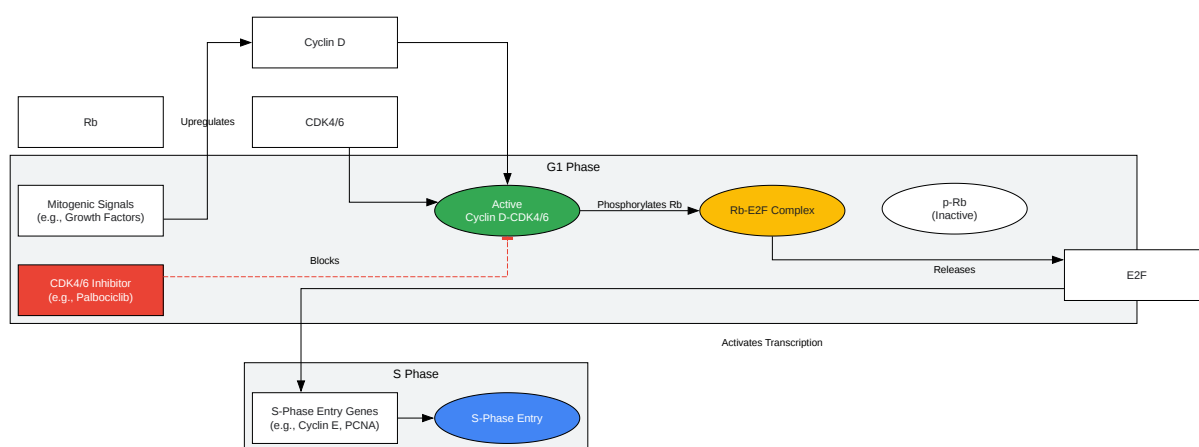 Cyclin D
Rb
Upregulates
CDK4/6
G1 Phase
Mitogenic Signals
(e.g., Growth Factors)
Active
Cyclin D-CDK4/6
Phosphorylates Rb
Rb-E2F Complex
p-Rb
(Inactive)
CDK4/6 Inhibitor
(e.g., Palbociclib)
Blocks
Releases
E2F
Activates Transcription
S Phase
S-Phase Entry Genes
(e.g., Cyclin E, PCNA)
S-Phase Entry